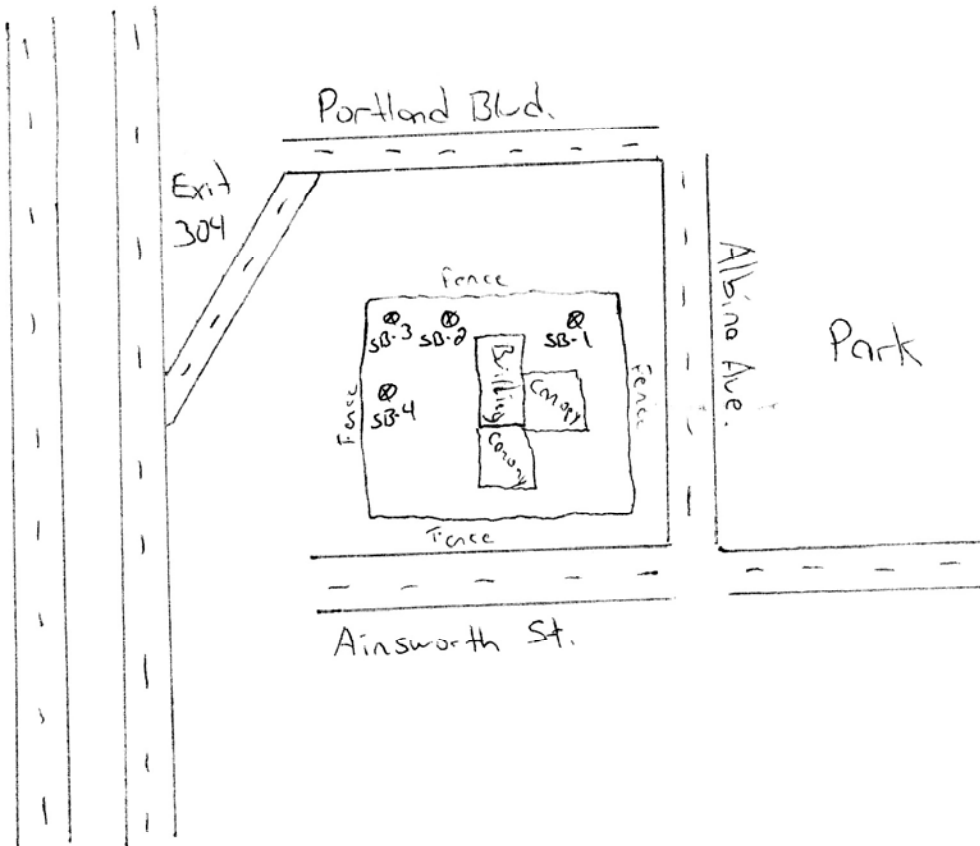 Portland Blvd.
Exit
304
Fence
SB-3
SB-2
SB-1
Building
Canopy
Canopy
Fence
Fence
SB-4
Fence
Albina Ave.
Park
Ainsworth St.